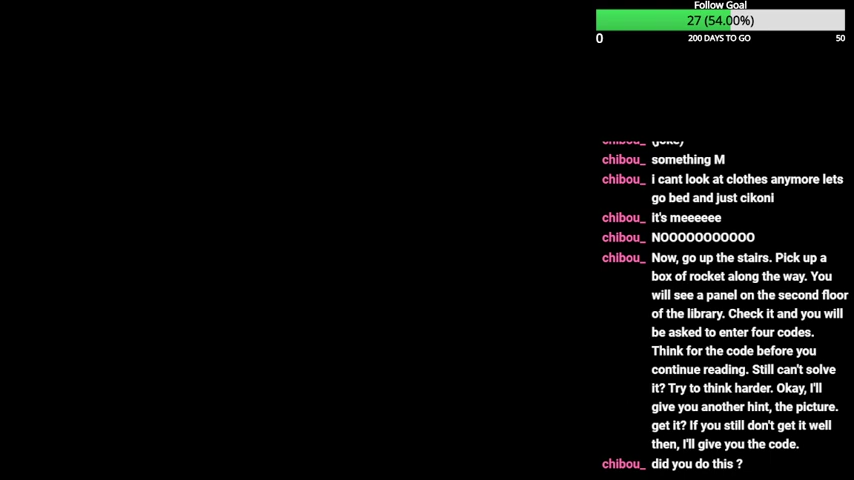 Follow Goal
27 (54.00%)
0 200 DAYS TO GO 50
chibou_ (joke)
chibou_ something M
chibou_ i cant look at clothes anymore lets
go bed and just cikoni
chibou_ it's meeeeee
chibou_ NOOOOOOOOOOO
chibou_ Now, go up the stairs. Pick up a
box of rocket along the way. You
will see a panel on the second floor
of the library. Check it and you will
be asked to enter four codes.
Think for the code before you
continue reading. Still can't solve
it? Try to think harder. Okay, I'll
give you another hint, the picture.
get it? If you still don't get it well
then, I'll give you the code.
chibou_ did you do this ?